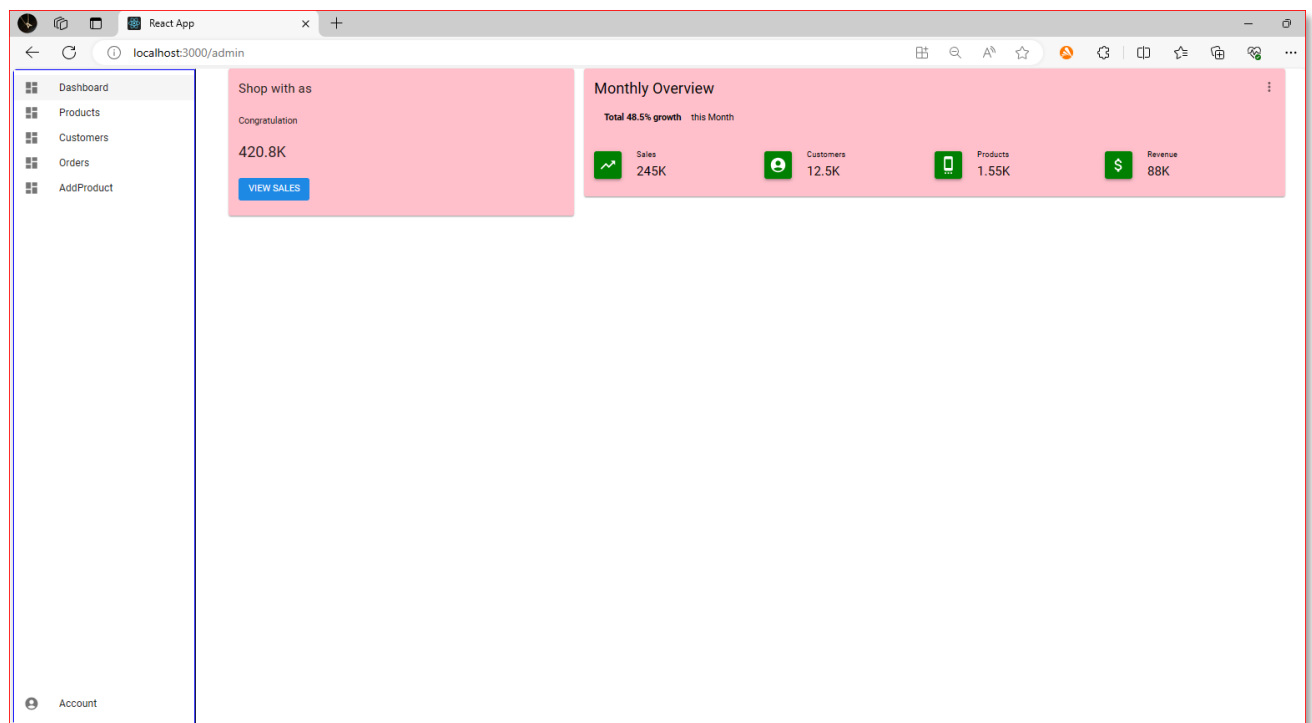 React App
localhost:3000/admin
Dashboard
Products
Customers
Orders
AddProduct
Account
Shop with as
Congratulation
420.8K
VIEW SALES
Monthly Overview
Total 48.5% growth this Month
Sales
245K
Customers
12.5K
Products
1.55K
Revenue
88K